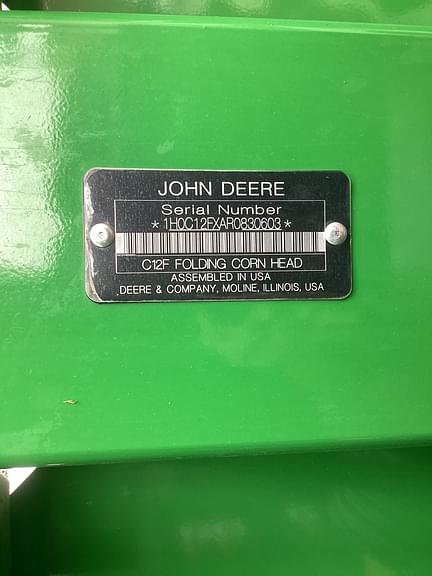 JOHN DEERE
Serial Number
*1H0C12FXAR0830603*
C12F FOLDING CORN HEAD
ASSEMBLED IN USA
DEERE & COMPANY, MOLINE, ILLINOIS, USA